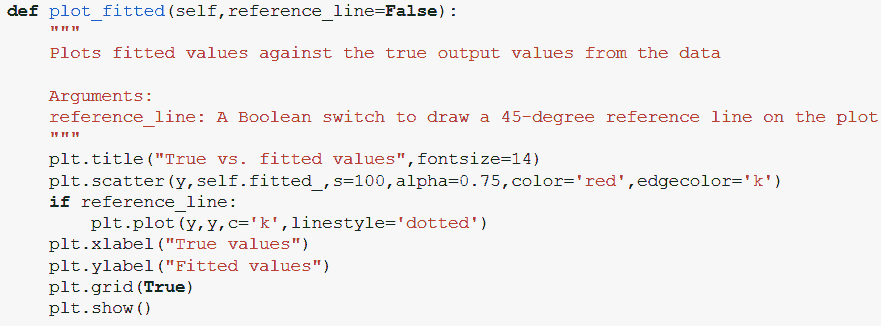 def plot_fitted(self,reference_line=False):
    """
    Plots fitted values against the true output values from the data

    Arguments:
    reference_line: A Boolean switch to draw a 45-degree reference line on the plot
    """
    plt.title("True vs. fitted values",fontsize=14)
    plt.scatter(y,self.fitted_,s=100,alpha=0.75,color='red',edgecolor='k')
    if reference_line:
        plt.plot(y,y,c='k',linestyle='dotted')
    plt.xlabel("True values")
    plt.ylabel("Fitted values")
    plt.grid(True)
    plt.show()